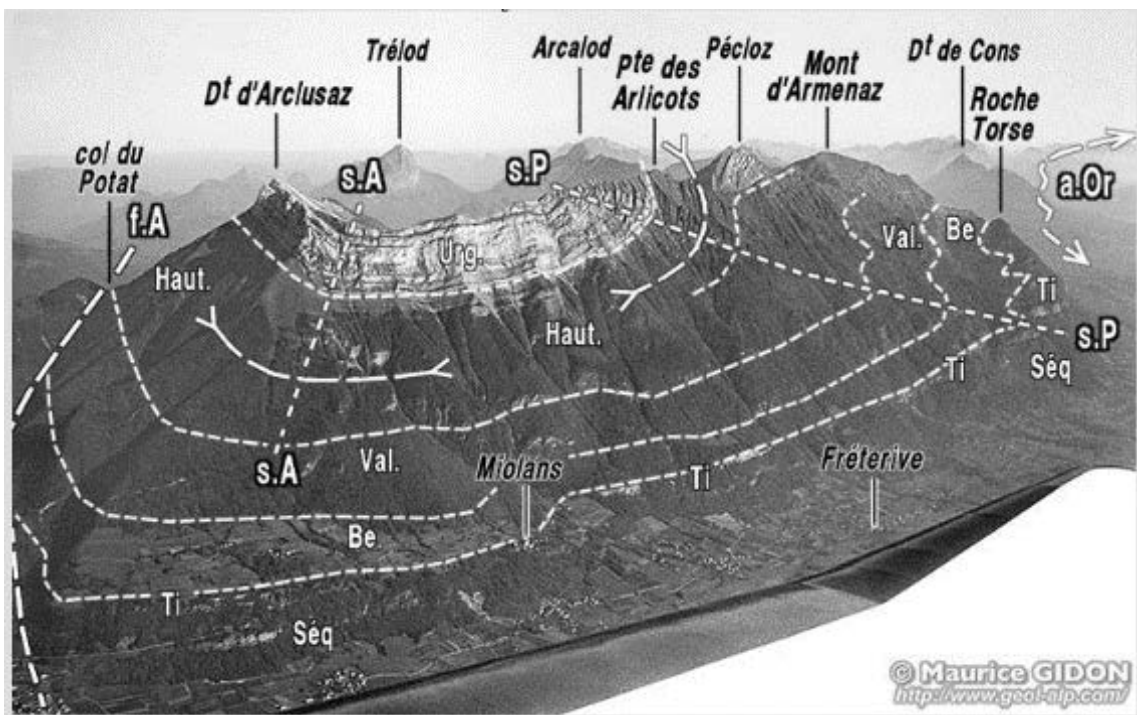 Trélod
Arcalod
Pte des
Arlicots
Pécloz
Mont
d'Armenaz
Dt de Cons
Roche
Torse
Dt d'Arclusaz
col du
Potat
f.A
s.A
s.P
a.Or
Urg.
Haut.
Haut.
Val.
Be
Ti
s.P
Séq
Ti
s.A
Val.
Miolans
Ti
Fréterive
Be
Ti
Séq
© Maurice GIDON
http://www.geol-alp.com